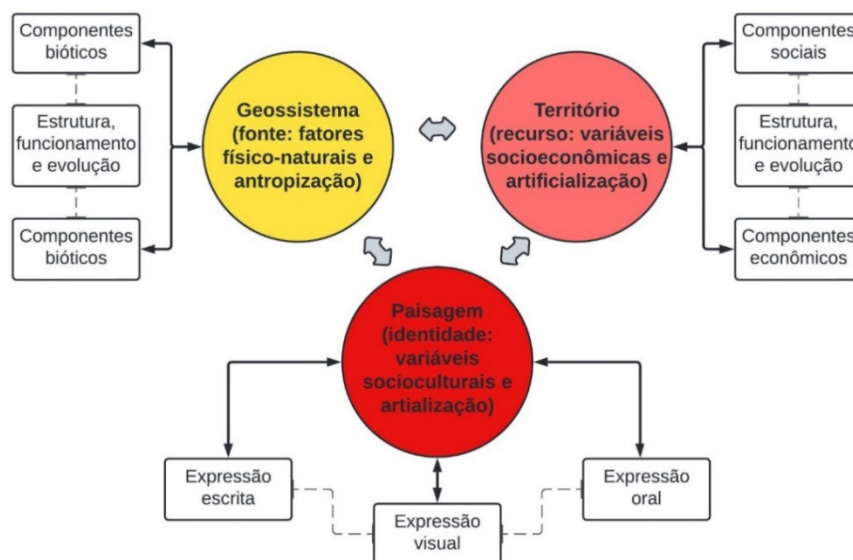 Componentes
bióticos
Estrutura,
funcionamento
e evolução
Componentes
bióticos
Geossistema
(fonte: fatores
físico-naturais e
antropização)
Território
(recurso: variáveis
socioeconômicas e
artificialização)
Componentes
sociais
Estrutura,
funcionamento
e evolução
Componentes
econômicos
Paisagem
(identidade:
variáveis
socioculturais e
artialização)
Expressão
escrita
Expressão
visual
Expressão
oral